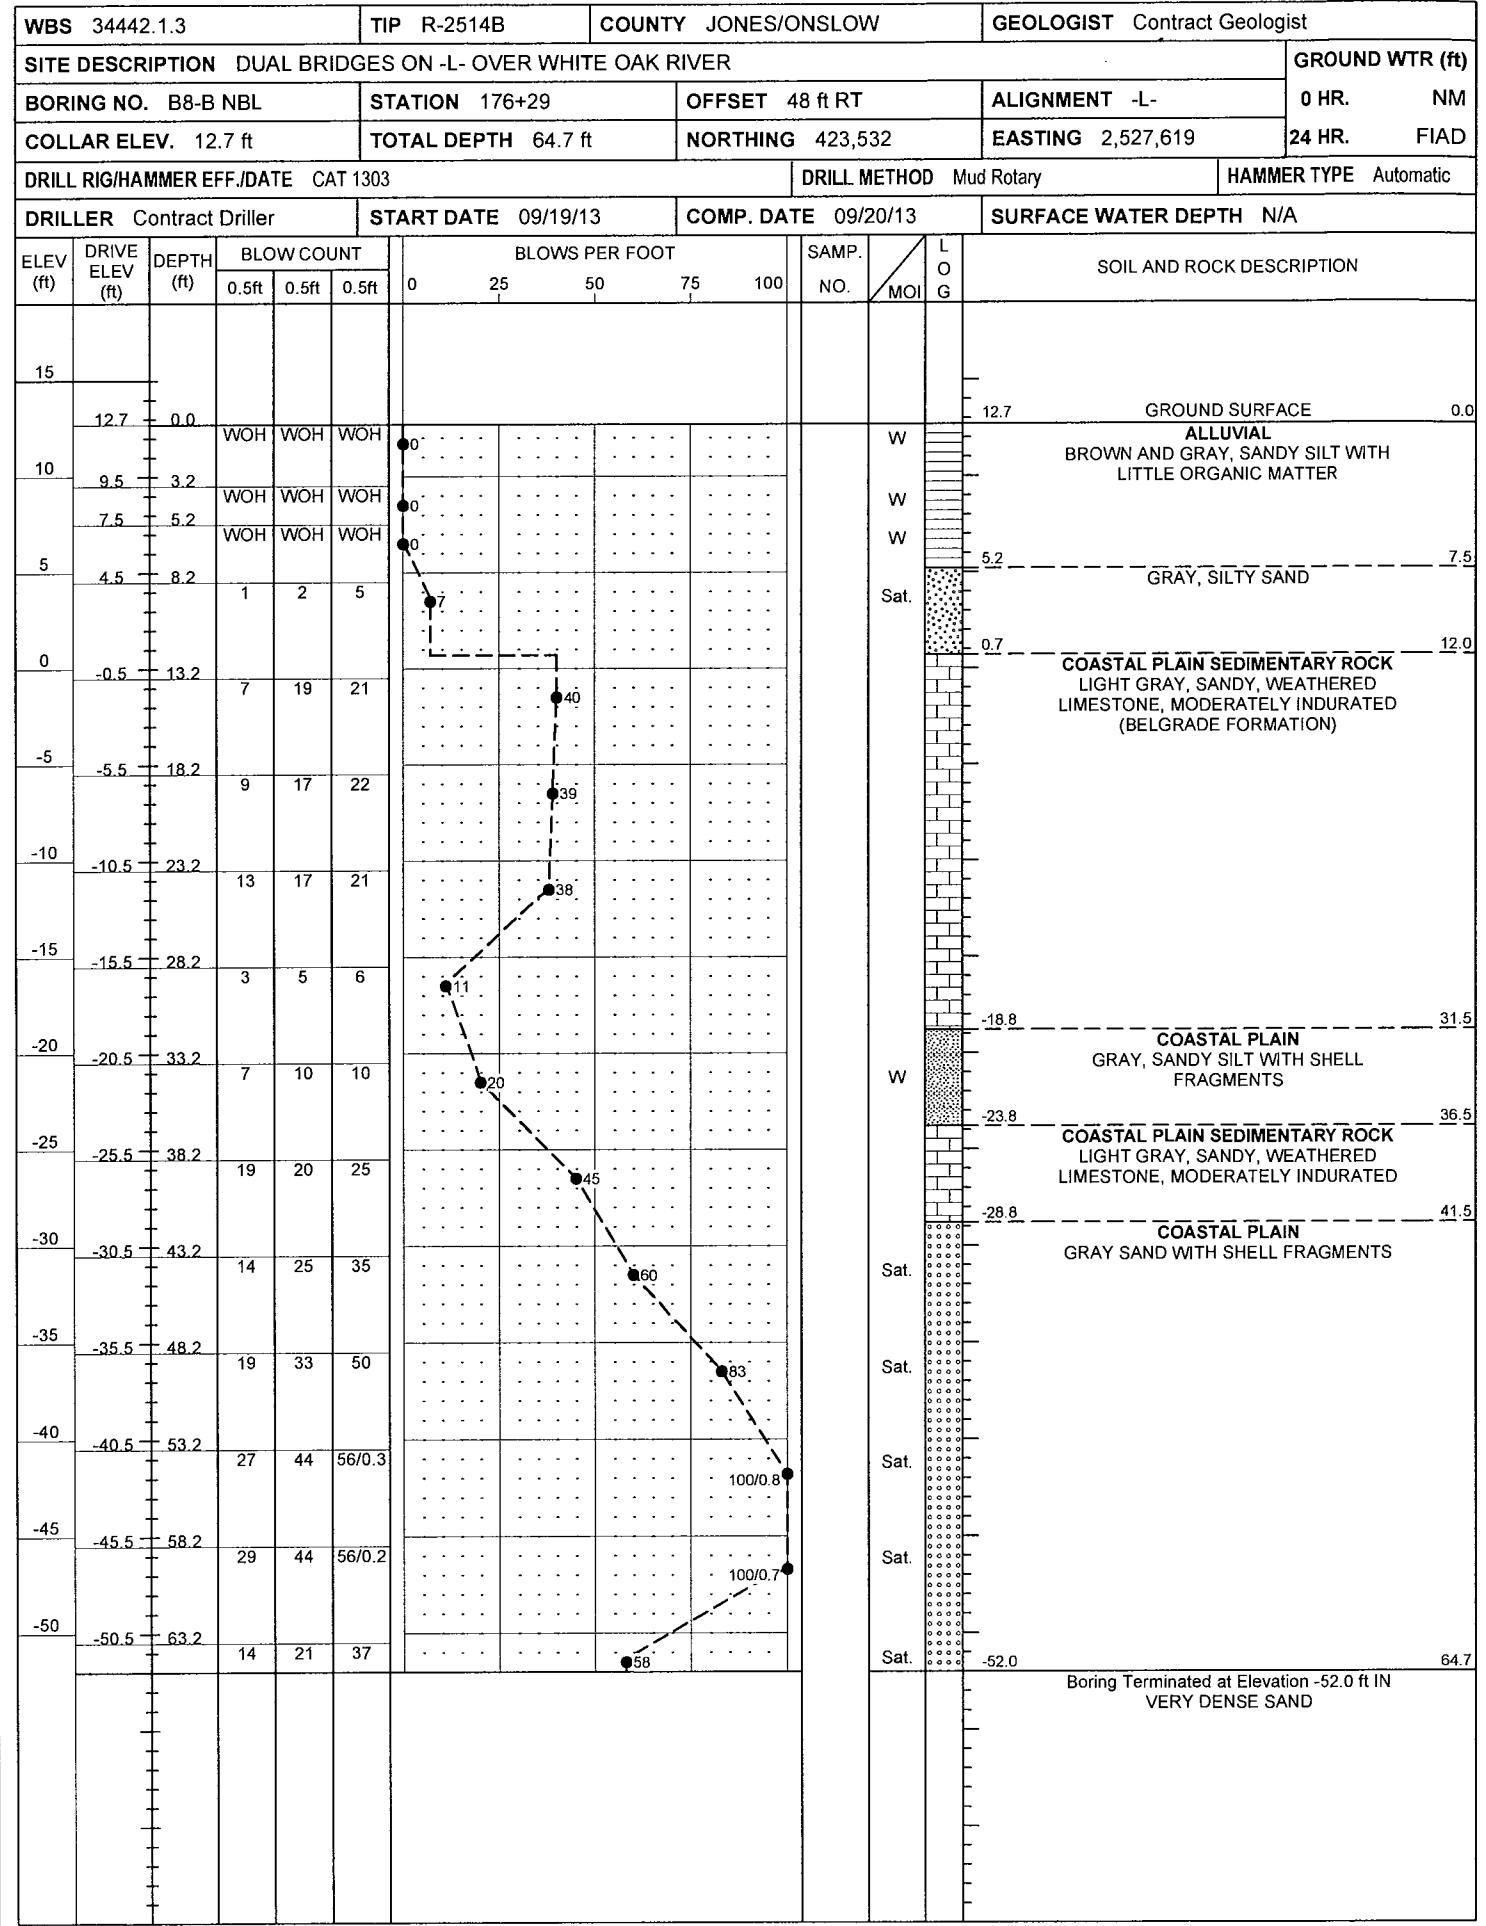 WBS 34442.1.3 TIP R-2514B COUNTY JONES/ONSLOW GEOLOGIST Contract Geologist
SITE DESCRIPTION DUAL BRIDGES ON -L- OVER WHITE OAK RIVER GROUND WTR (ft)
BORING NO. B8-B NBL STATION 176+29 OFFSET 48 ft RT ALIGNMENT -L- 0 HR. NM
COLLAR ELEV. 12.7 ft TOTAL DEPTH 64.7 ft NORTHING 423,532 EASTING 2,527,619 24 HR. FIAD
DRILL RIG/HAMMER EFF./DATE CAT 1303 DRILL METHOD Mud Rotary HAMMER TYPE Automatic
DRILLER Contract Driller START DATE 09/19/13 COMP. DATE 09/20/13 SURFACE WATER DEPTH N/A
ELEV (ft) DRIVE ELEV (ft) DEPTH (ft) BLOW COUNT BLOWS PER FOOT SAMP. NO. MOI LOG SOIL AND ROCK DESCRIPTION
0.5ft 0.5ft 0.5ft 0 25 50 75 100
15
12.7 0.0 12.7 GROUND SURFACE 0.0
WOH WOH WOH 0 W ALLUVIAL
BROWN AND GRAY, SANDY SILT WITH
LITTLE ORGANIC MATTER
10
9.5 3.2
WOH WOH WOH 0 W
7.5 5.2
WOH WOH WOH 0 W
5.2 7.5
5
4.5 8.2 GRAY, SILTY SAND
1 2 5 7 Sat.
0.7 12.0
0
-0.5 13.2 COASTAL PLAIN SEDIMENTARY ROCK
7 19 21 40 LIGHT GRAY, SANDY, WEATHERED
LIMESTONE, MODERATELY INDURATED
(BELGRADE FORMATION)
-5
-5.5 18.2
9 17 22 39
-10
-10.5 23.2
13 17 21 38
-15
-15.5 28.2
3 5 6 11
-18.8 31.5
-20 COASTAL PLAIN
-20.5 33.2 GRAY, SANDY SILT WITH SHELL
7 10 10 20 W FRAGMENTS
-23.8 36.5
-25 COASTAL PLAIN SEDIMENTARY ROCK
-25.5 38.2 LIGHT GRAY, SANDY, WEATHERED
19 20 25 45 LIMESTONE, MODERATELY INDURATED
-28.8 41.5
-30 COASTAL PLAIN
-30.5 43.2 GRAY SAND WITH SHELL FRAGMENTS
14 25 35 60 Sat.
-35
-35.5 48.2
19 33 50 83 Sat.
-40
-40.5 53.2
27 44 56/0.3 100/0.8 Sat.
-45
-45.5 58.2
29 44 56/0.2 100/0.7 Sat.
-50
-50.5 63.2
14 21 37 58 Sat.
-52.0 64.7
Boring Terminated at Elevation -52.0 ft IN
VERY DENSE SAND